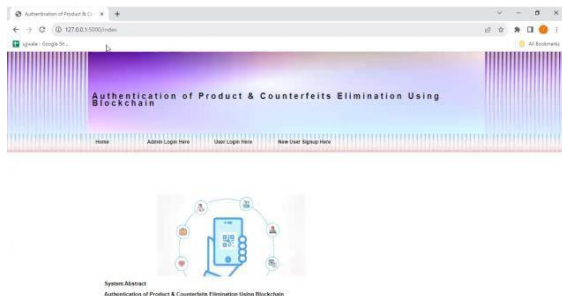 Authentication of Product & Co
127.0.0.1:5000/index
All Bookmarks
Authentication of Product & Counterfeits Elimination Using
Blockchain
Home Admin Login Here User Login Here New User Signup Here
System Abstract
Authentication of Product & Counterfeits Elimination Using Blockchain